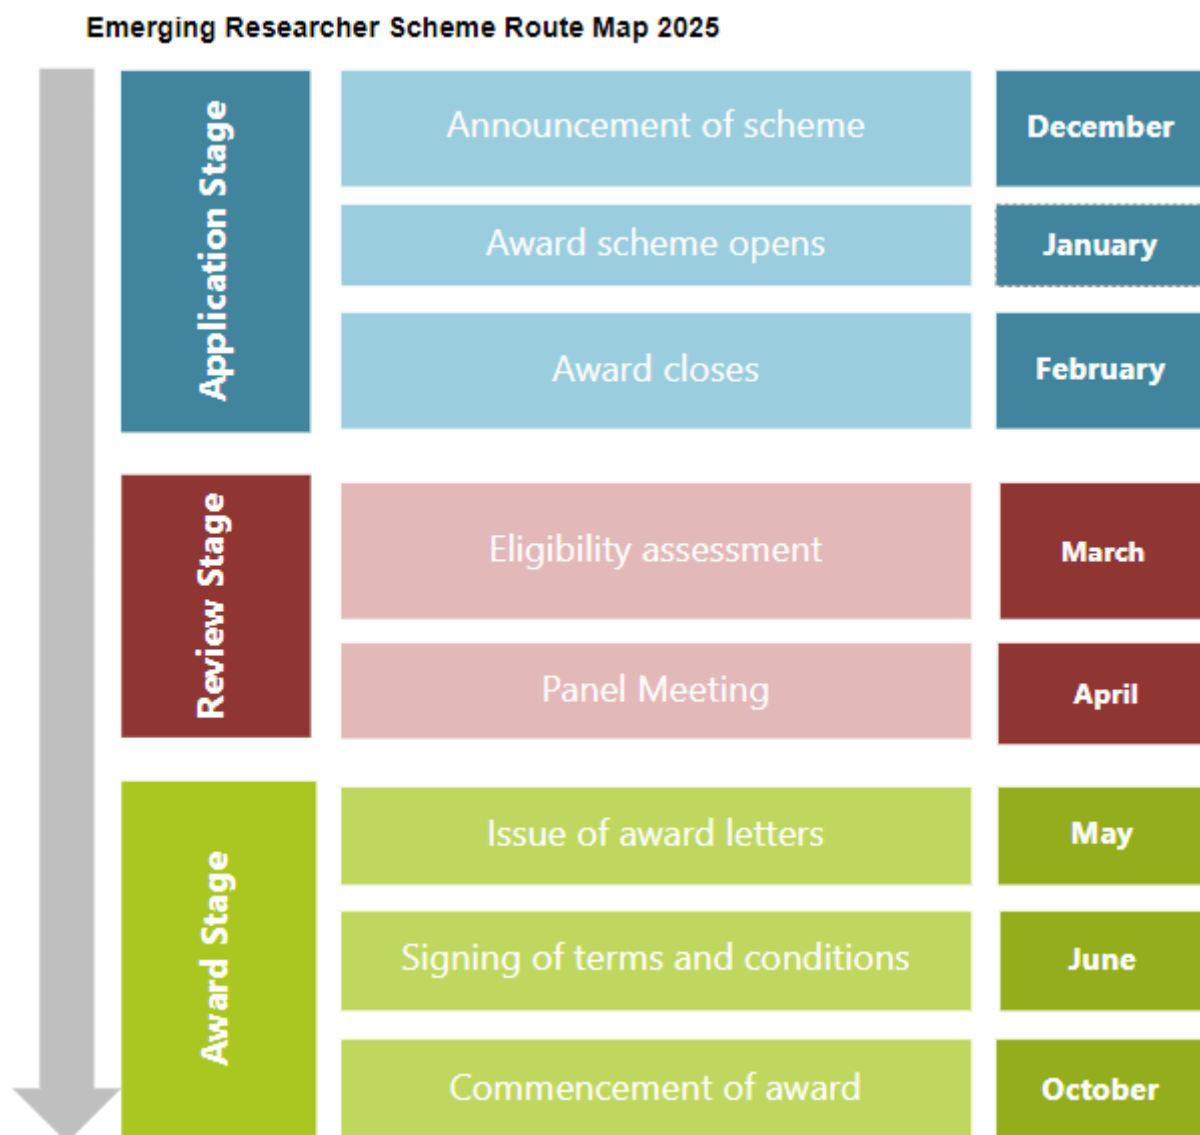 Emerging Researcher Scheme Route Map 2025
Application Stage
Announcement of scheme
December
Award scheme opens
January
Award closes
February
Review Stage
Eligibility assessment
March
Panel Meeting
April
Award Stage
Issue of award letters
May
Signing of terms and conditions
June
Commencement of award
October